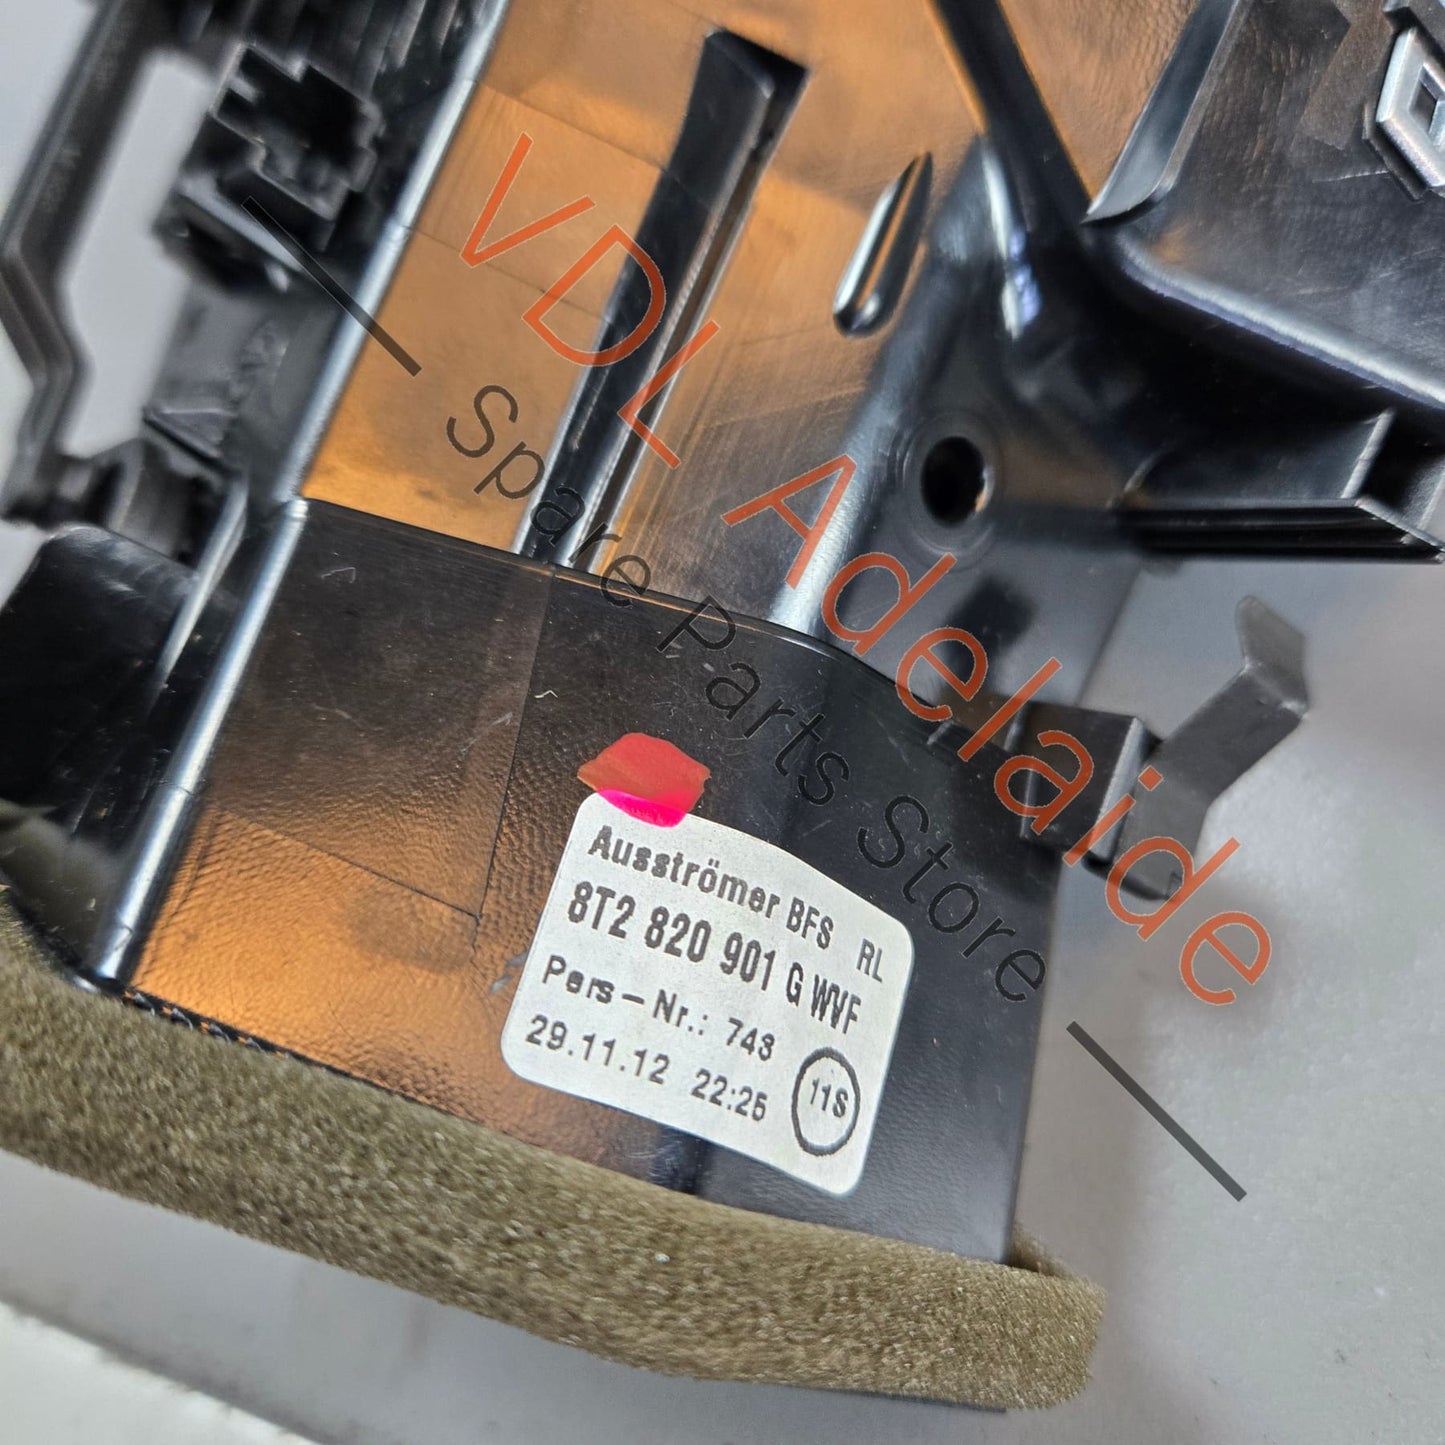 VDL Adelaide
Spare Parts Store
Ausströmer BFS RL
8T2 820 901 G WVF
Pers-Nr.: 743
29.11.12 22:25
11S